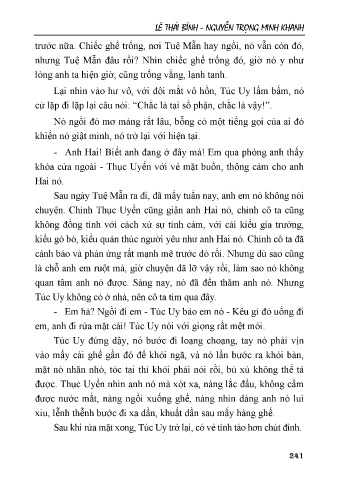 LÊ THÁI BÌNH - NGUYỄN TRỌNG MINH KHANH
trước nữa. Chiếc ghế trống, nơi Tuệ Mẫn hay ngồi, nó vẫn còn đó,
nhưng Tuệ Mẫn đâu rồi? Nhìn chiếc ghế trống đó, giờ nó y như
lòng anh ta hiện giờ, cũng trống vắng, lạnh tanh.
Lại nhìn vào hư vô, với đôi mắt vô hồn, Túc Uy lẩm bẩm, nó
cứ lặp đi lặp lại câu nói: “Chắc là tại số phận, chắc là vậy!”.
Nó ngồi đó mơ màng rất lâu, bỗng có một tiếng gọi của ai đó
khiến nó giật mình, nó trở lại với hiện tại.
- Anh Hai! Biết anh đang ở đây mà! Em qua phòng anh thấy
khóa cửa ngoài - Thục Uyển với vẻ mặt buồn, thông cảm cho anh
Hai nó.
Sau ngày Tuệ Mẫn ra đi, đã mấy tuần nay, anh em nó không nói
chuyện. Chính Thục Uyển cũng giận anh Hai nó, chính cô ta cũng
không đồng tình với cách xử sự tình cảm, với cái kiểu gia trưởng,
kiểu gò bó, kiểu quản thúc người yêu như anh Hai nó. Chính cô ta đã
cảnh báo và phản ứng rất mạnh mẽ trước đó rồi. Nhưng dù sao cũng
là chỗ anh em ruột mà, giờ chuyện đã lỡ vậy rồi, làm sao nó không
quan tâm anh nó được. Sáng nay, nó đã đến thăm anh nó. Nhưng
Túc Uy không có ở nhà, nên cô ta tìm qua đây.
- Em hả? Ngồi đi em - Túc Uy bảo em nó - Kêu gì đó uống đi
em, anh đi rửa mặt cái! Túc Uy nói với giọng rất mệt mỏi.
Túc Uy đứng dậy, nó bước đi loạng choạng, tay nó phải vịn
vào mấy cái ghế gần đó để khỏi ngã, và nó lần bước ra khỏi bàn,
mặt nó nhăn nhó, tóc tai thì khỏi phải nói rồi, bù xù không thể tả
được. Thục Uyển nhìn anh nó mà xót xa, nàng lắc đầu, không cầm
được nước mắt, nàng ngồi xuống ghế, nàng nhìn dáng anh nó lui
xiu, lểnh thểnh bước đi xa dần, khuất dần sau mấy hàng ghế.
Sau khi rửa mặt xong, Túc Uy trở lại, có vẻ tỉnh táo hơn chút đỉnh.
241